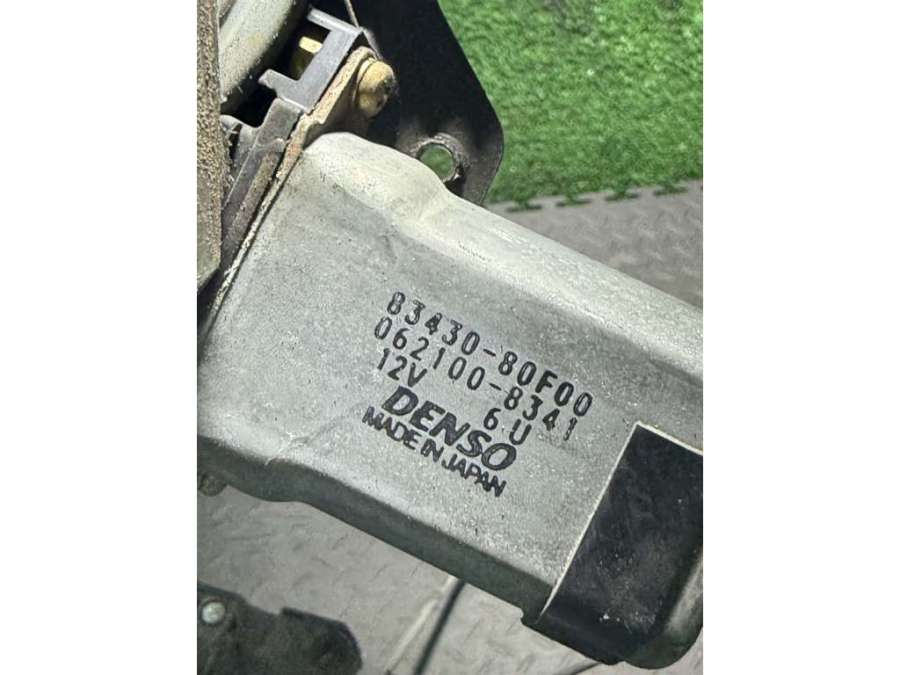 83430-80F00
062100-8341
12V 6U
DENSO
MADE IN JAPAN